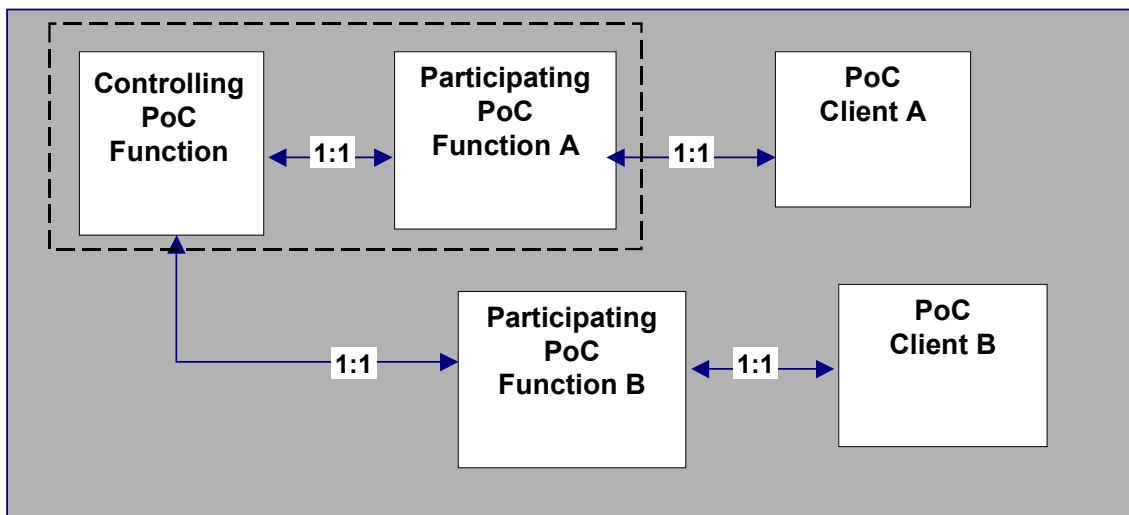 Controlling
PoC
Function
1:1
Participating
PoC
Function A
1:1
PoC
Client A
1:1
Participating
PoC
Function B
1:1
PoC
Client B